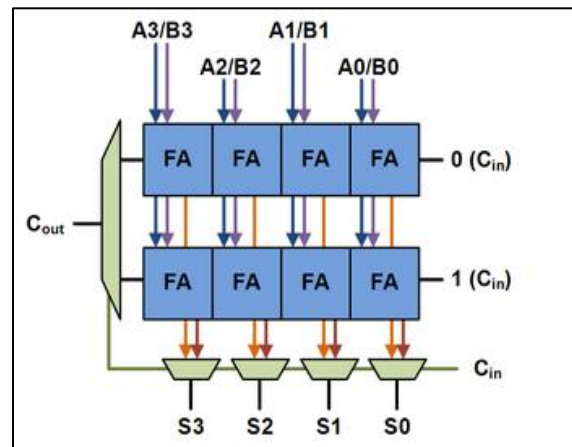 A3/B3 A1/B1
A2/B2 A0/B0
FA FA FA FA 0 (Cin)
Cout
FA FA FA FA 1 (Cin)
Cin
S3 S2 S1 S0